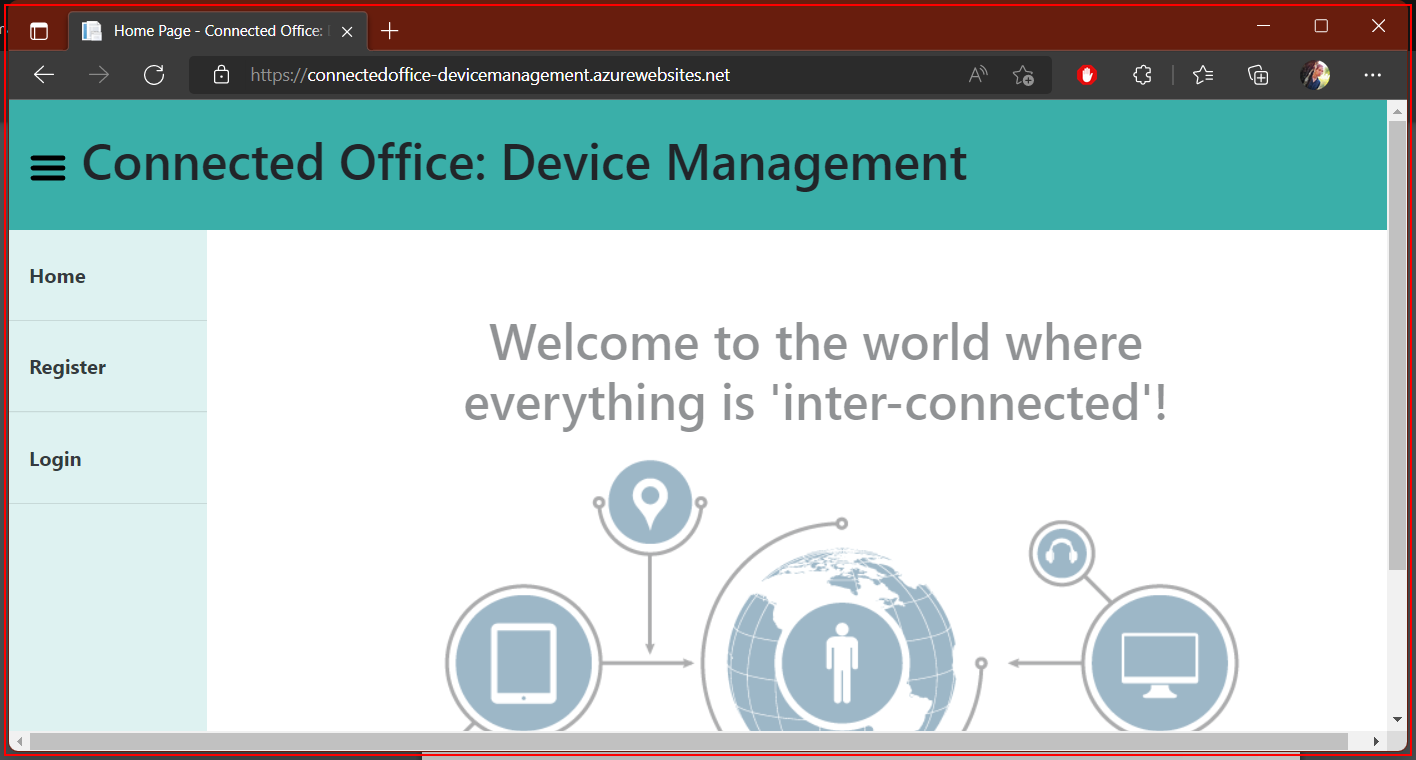 Home Page - Connected Office:
https://connectedoffice-devicemanagement.azurewebsites.net
Connected Office: Device Management
Home
Register
Login
Welcome to the world where
everything is 'inter-connected'!